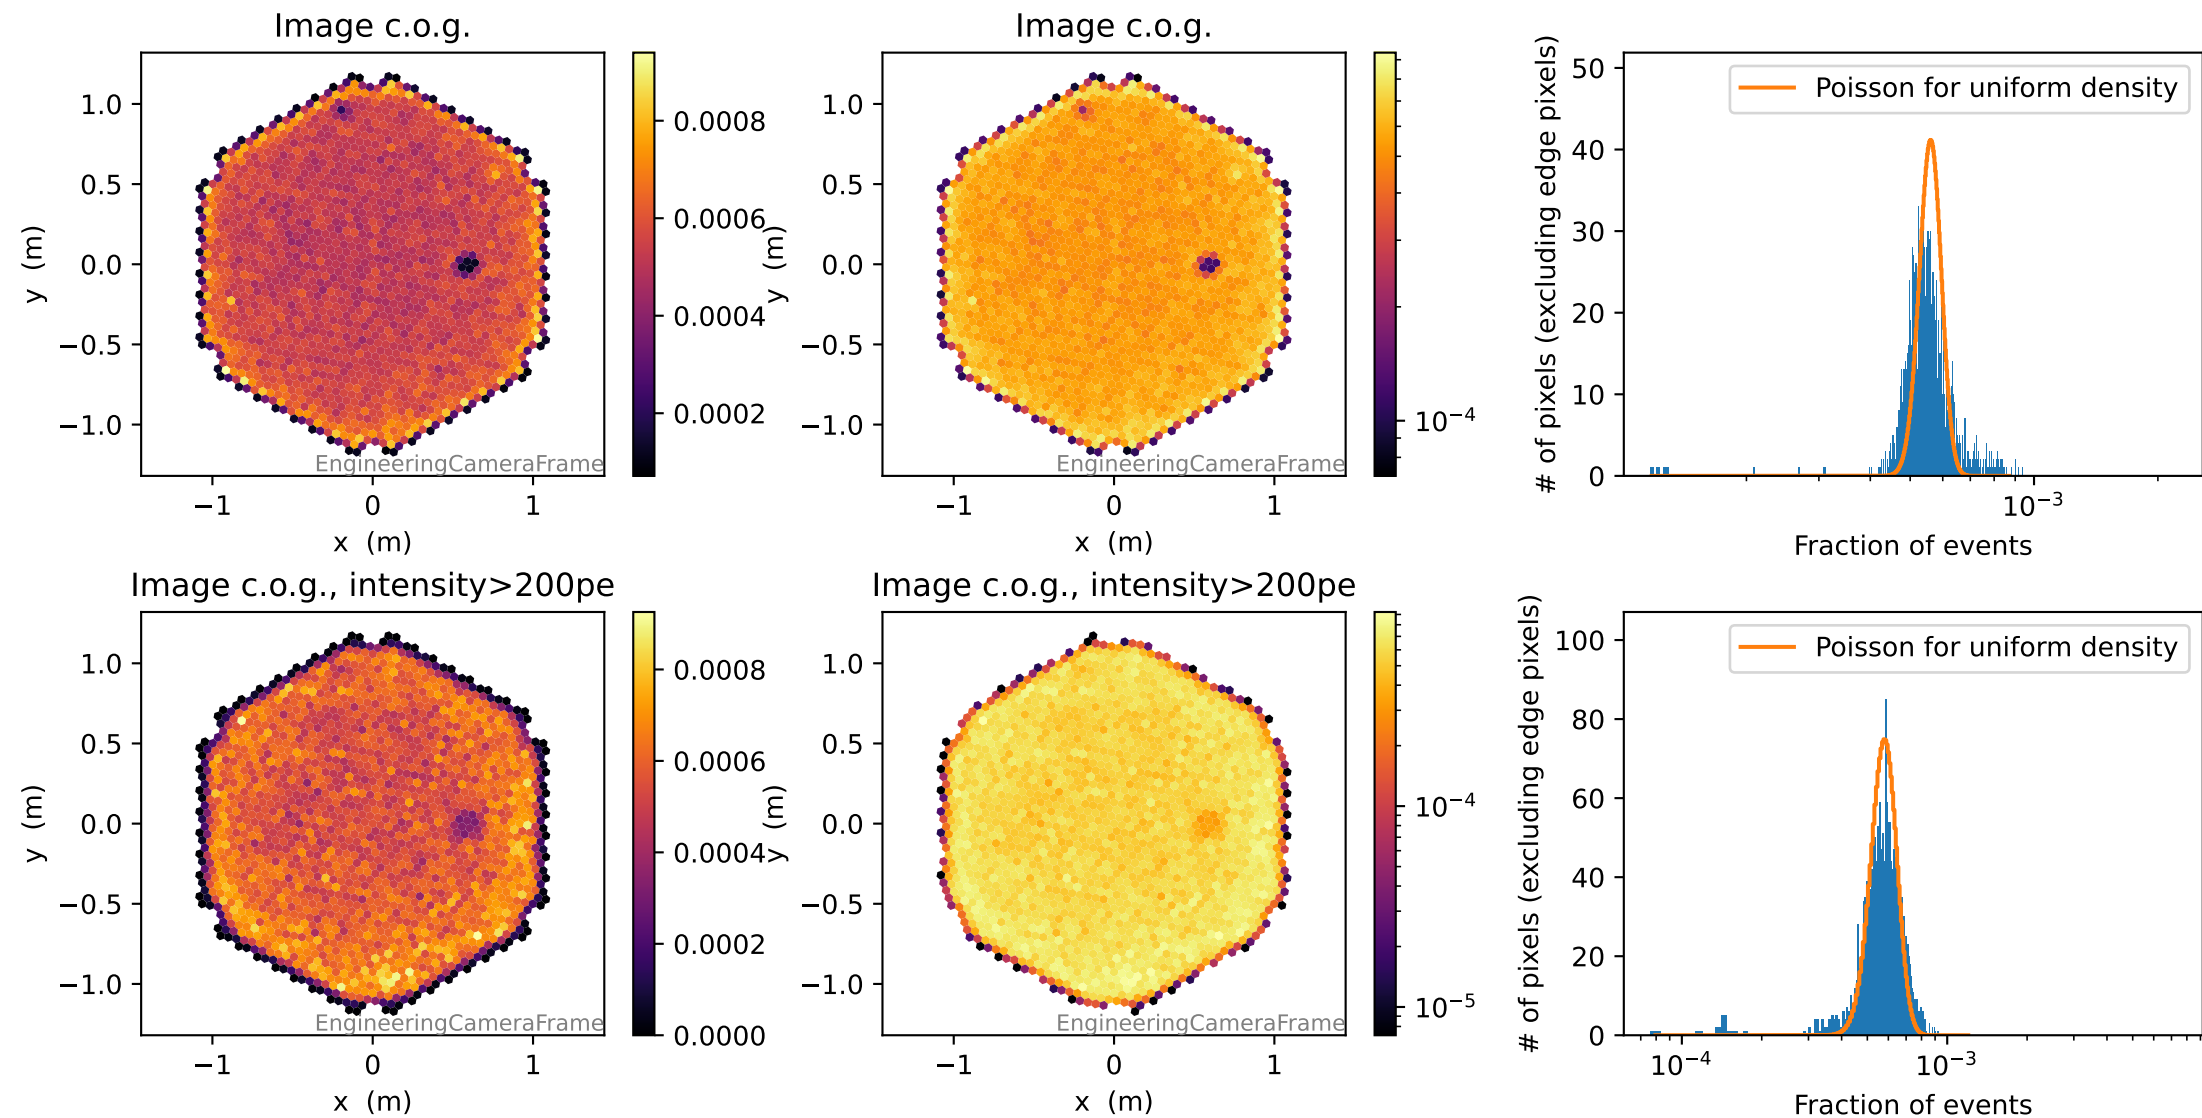 Image c.o.g.
1.0
0.5
0.0
−0.5
−1.0
y (m)
−1 0 1
x (m)
EngineeringCameraFrame
0.0008
0.0006
0.0004
0.0002
Image c.o.g.
1.0
0.5
0.0
−0.5
−1.0
y (m)
−1 0 1
x (m)
EngineeringCameraFrame
10⁻⁴
50
40
30
20
10
0
# of pixels (excluding edge pixels)
Poisson for uniform density
10⁻³
Fraction of events
Image c.o.g., intensity>200pe
1.0
0.5
0.0
−0.5
−1.0
y (m)
−1 0 1
x (m)
EngineeringCameraFrame
0.0008
0.0006
0.0004
0.0002
0.0000
Image c.o.g., intensity>200pe
1.0
0.5
0.0
−0.5
−1.0
y (m)
−1 0 1
x (m)
EngineeringCameraFrame
10⁻⁴
10⁻⁵
100
80
60
40
20
0
# of pixels (excluding edge pixels)
Poisson for uniform density
10⁻⁴ 10⁻³
Fraction of events